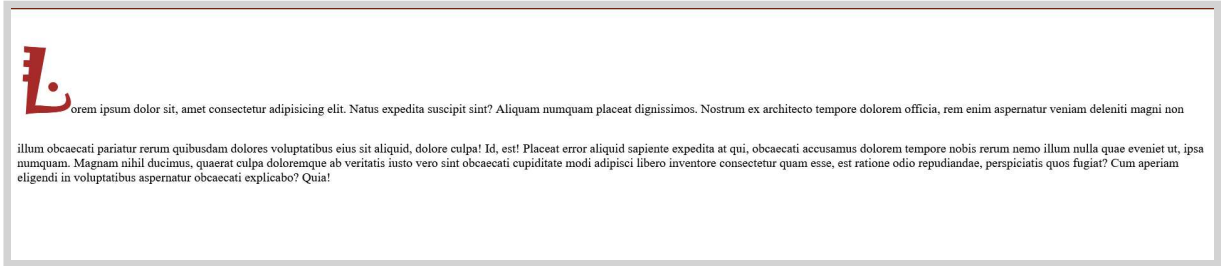 Lorem ipsum dolor sit, amet consectetur adipisicing elit. Natus expedita suscipit sint? Aliquam numquam placeat dignissimos. Nostrum ex architecto tempore dolorem officia, rem enim aspernatur veniam deleniti magni non
illum obcaecati pariatur rerum quibusdam dolores voluptatibus eius sit aliquid, dolore culpa! Id, est! Placeat error aliquid sapiente expedita at qui, obcaecati accusamus dolorem tempore nobis rerum nemo illum nulla quae eveniet ut, ipsa
numquam. Magnam nihil ducimus, quaerat culpa doloremque ab veritatis iusto vero sint obcaecati cupiditate modi adipisci libero inventore consectetur quam esse, est ratione odio repudiandae, perspiciatis quos fugiat? Cum aperiam
eligendi in voluptatibus aspernatur obcaecati explicabo? Quia!